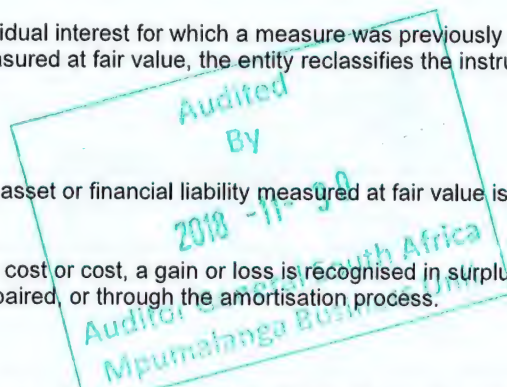 idual interest for which a measure was previously
asured at fair value, the entity reclassifies the instru
Audited
By
asset or financial liability measured at fair value is
2018 -11- 30
cost or cost, a gain or loss is recognised in surplu
paired, or through the amortisation process.
Auditor General South Africa
Mpumalanga Business Unit